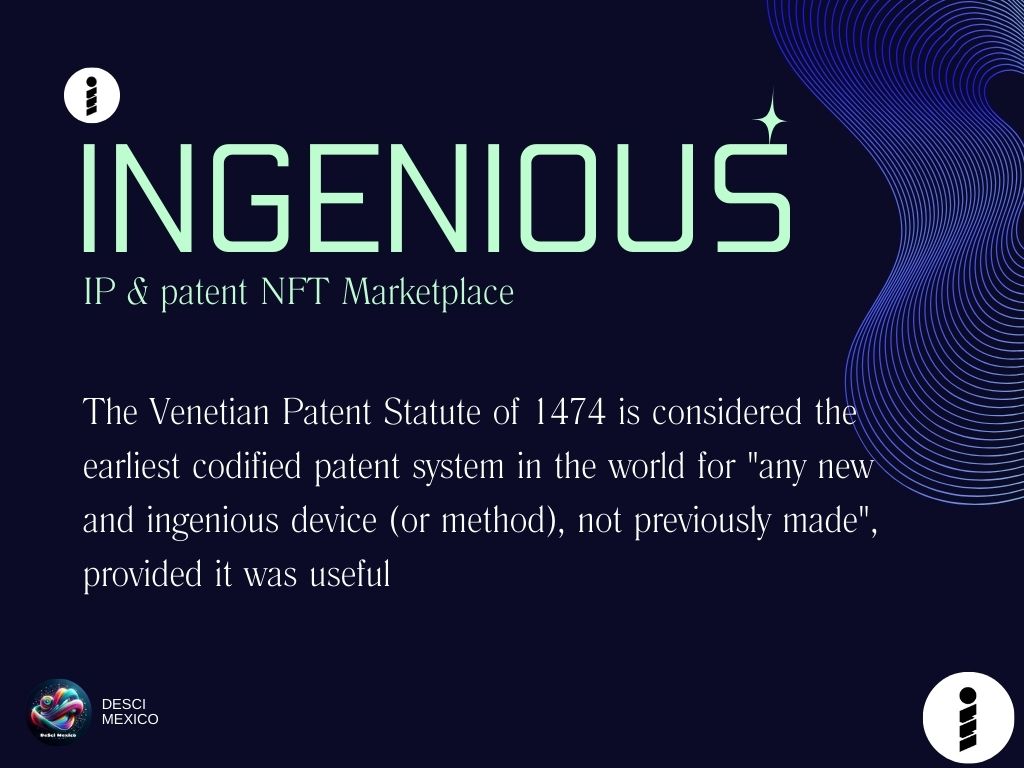 INGENIOUS
IP & patent NFT Marketplace
The Venetian Patent Statute of 1474 is considered the
earliest codified patent system in the world for "any new
and ingenious device (or method), not previously made",
provided it was useful
DeSci Mexico
DESCI
MEXICO